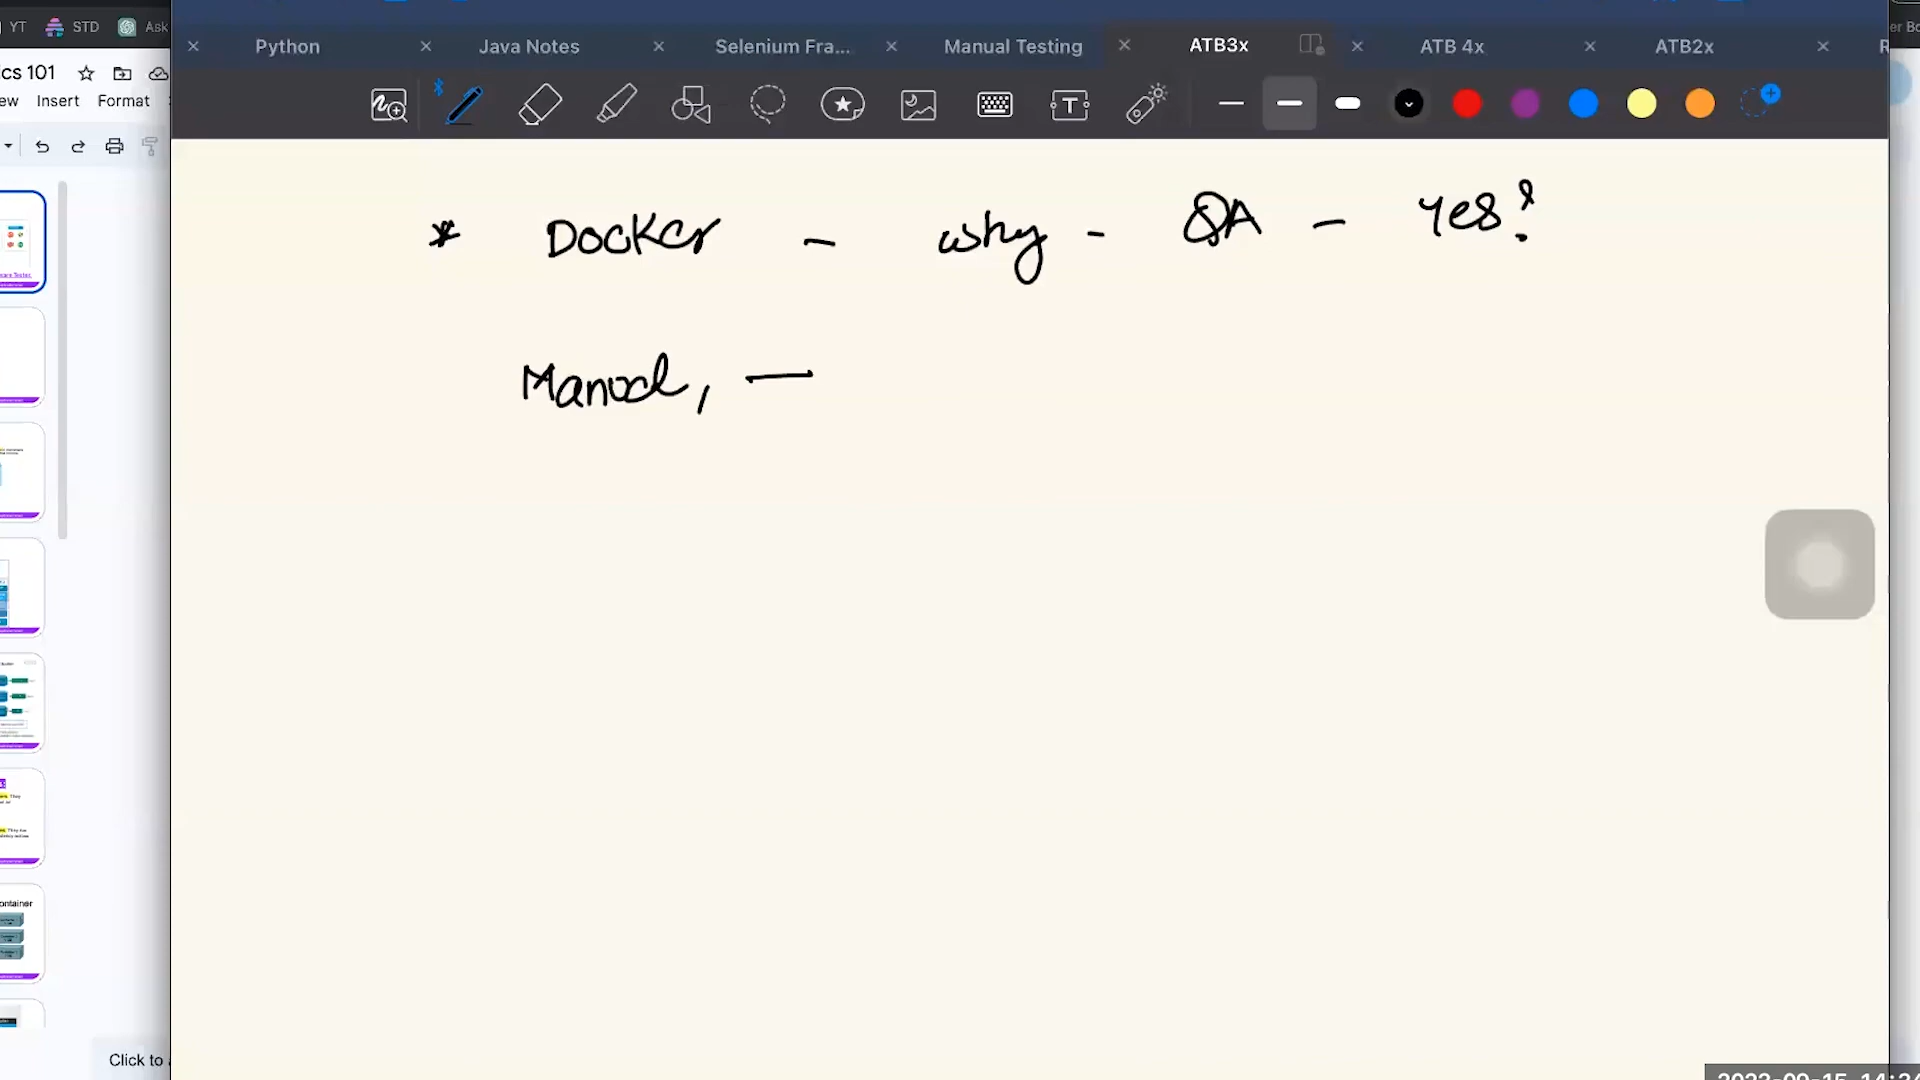 YT STD Ask
Python Java Notes Selenium Fra... Manual Testing ATB3x ATB 4x ATB2x
cs 101
ew Insert Format
* Docker - why - QA - Yes?
Manual, —
ontainer
Click to